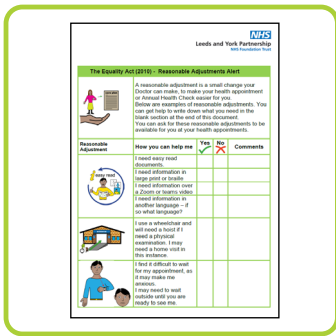 NHS
Leeds and York Partnership
NHS Foundation Trust
The Equality Act (2010) - Reasonable Adjustments Alert
A reasonable adjustment is a small change your
Doctor can make, to make your health appointment
or Annual Health Check easier for you.
Below are examples of reasonable adjustments. You
can get help to write down what you need in the
blank section at the end of this document.
You can ask for these reasonable adjustments to be
available for you at your health appointments.
Reasonable
Adjustment
How you can help me
Yes
No
Comments
easy read
I need easy read
documents.
I need information in
large print or braille
I need information over
a Zoom or teams video
I need information in
another language – if
so what language?
I use a wheelchair and
will need a hoist if I
need a physical
examination. I may
need a home visit in
this instance.
I find it difficult to wait
for my appointment, as
it may make me
anxious.
I may need to wait
outside until you are
ready to see me.